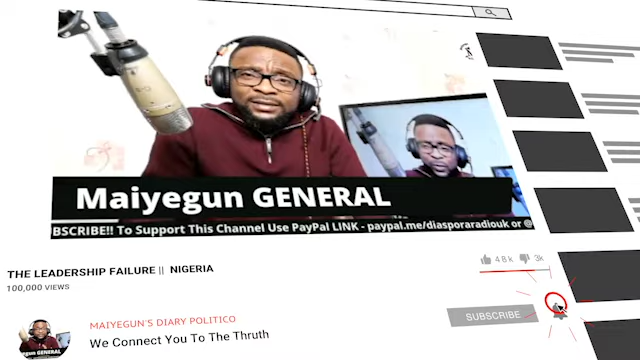 Maiyegun GENERAL
BSCRIBE!! To Support This Channel Use PayPal LINK - paypal.me/diasporaradiouk or @
THE LEADERSHIP FAILURE || NIGERIA
4.8k 3k
100,000 VIEWS
SUBSCRIBE
MAIYEGUN'S DIARY POLITICO
We Connect You To The Thruth